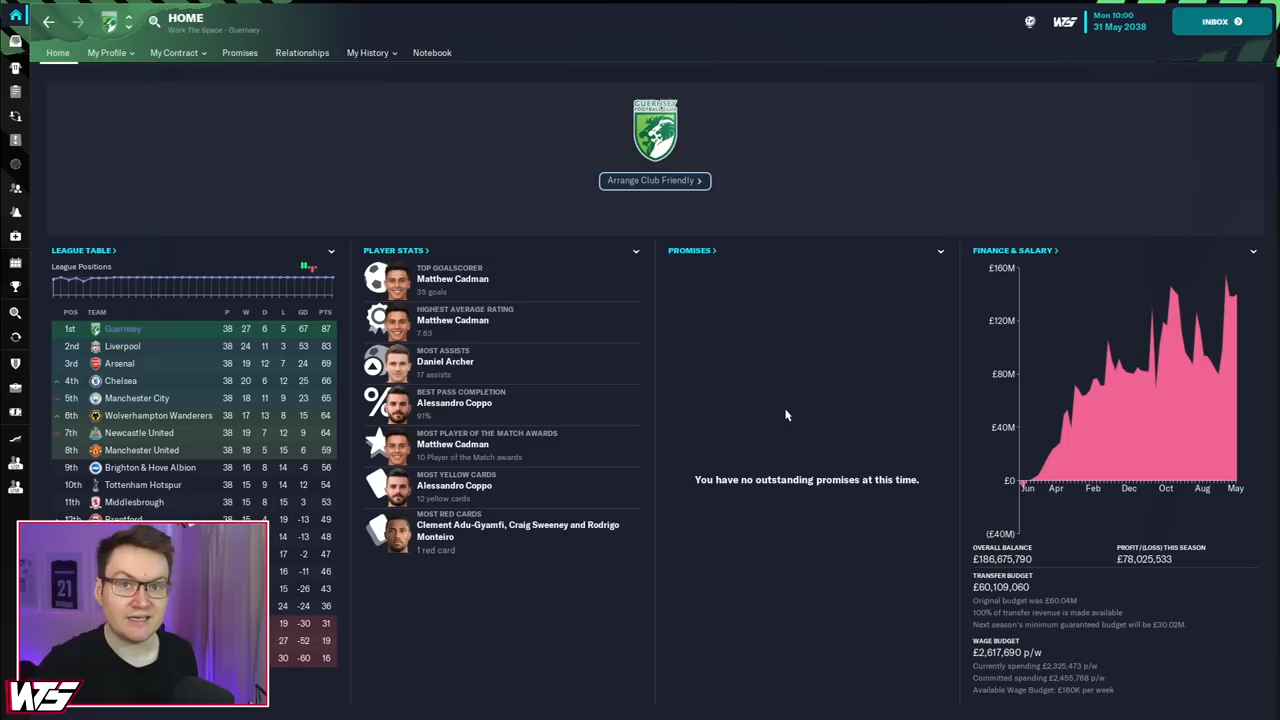 HOME
Work The Space - Guernsey
WTS
Mon 10:00
31 May 2038
INBOX
Home
My Profile
My Contract
Promises
Relationships
My History
Notebook
GUERNSEY
FOOTBALL CLUB
Arrange Club Friendly
LEAGUE TABLE
League Positions
POS TEAM P W D L GD PTS
1st Guernsey 38 27 6 5 67 87
2nd Liverpool 38 24 11 3 53 83
3rd Arsenal 38 19 12 7 24 69
4th Chelsea 38 20 6 12 25 66
5th Manchester City 38 18 11 9 23 65
6th Wolverhampton Wanderers 38 17 13 8 15 64
7th Newcastle United 38 19 7 12 9 64
8th Manchester United 38 18 5 15 6 59
9th Brighton & Hove Albion 38 16 8 14 -6 56
10th Tottenham Hotspur 38 15 9 14 12 54
11th Middlesbrough 38 15 8 15 3 53
12th Brentford 38 15 4 19 -13 49
14 -13 48
17 -2 47
16 -11 46
15 -26 43
24 -24 36
19 -30 31
27 -52 19
30 -60 16
21
WTS
PLAYER STATS
TOP GOALSCORER
Matthew Cadman
35 goals
HIGHEST AVERAGE RATING
Matthew Cadman
7.63
MOST ASSISTS
Daniel Archer
17 assists
BEST PASS COMPLETION
Alessandro Coppo
91%
MOST PLAYER OF THE MATCH AWARDS
Matthew Cadman
10 Player of the Match awards
MOST YELLOW CARDS
Alessandro Coppo
12 yellow cards
MOST RED CARDS
Clement Adu-Gyamfi, Craig Sweeney and Rodrigo
Monteiro
1 red card
PROMISES
You have no outstanding promises at this time.
FINANCE & SALARY
£160M
£120M
£80M
£40M
£0
(£40M)
Jun Apr Feb Dec Oct Aug May
OVERALL BALANCE
£186,675,790
PROFIT/(LOSS) THIS SEASON
£78,025,533
TRANSFER BUDGET
£60,109,060
Original budget was £60.04M
100% of transfer revenue is made available
Next season's minimum guaranteed budget will be £30.02M.
WAGE BUDGET
£2,617,690 p/w
Currently spending £2,325,473 p/w
Committed spending £2,455,768 p/w
Available Wage Budget: £160K per week